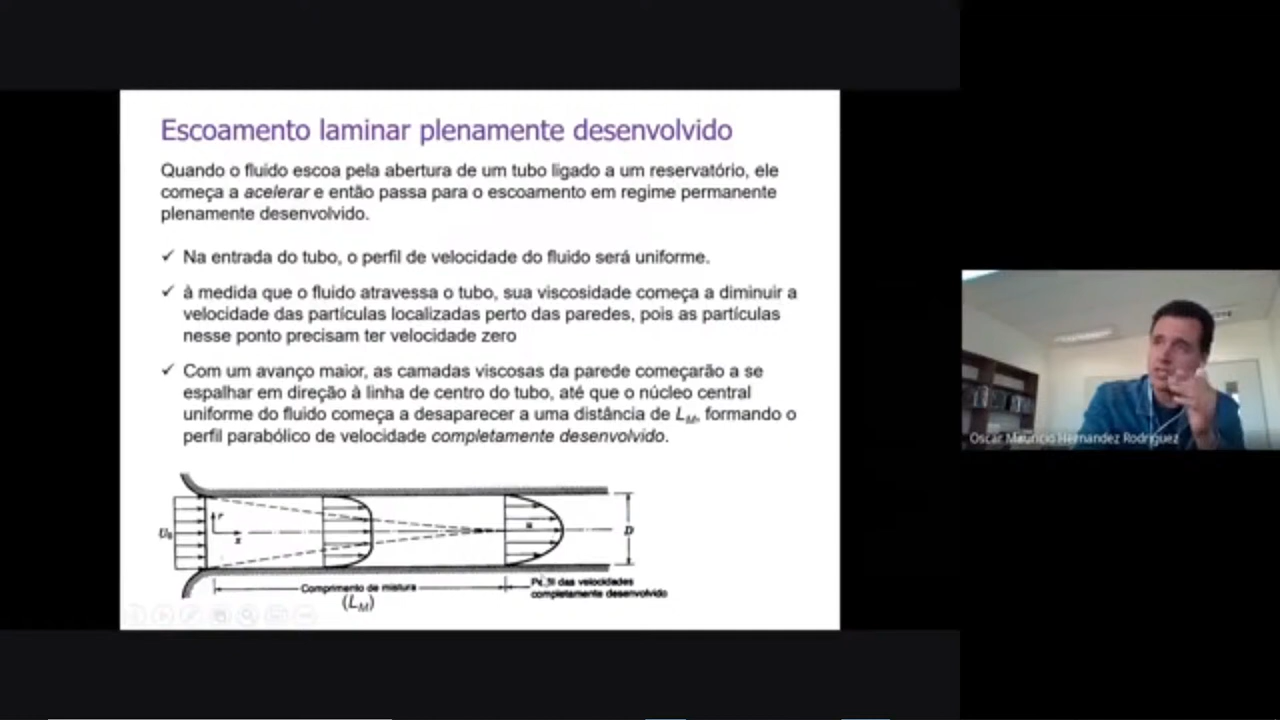 Escoamento laminar plenamente desenvolvido
Quando o fluido escoa pela abertura de um tubo ligado a um reservatório, ele
começa a acelerar e então passa para o escoamento em regime permanente
plenamente desenvolvido.
✓ Na entrada do tubo, o perfil de velocidade do fluido será uniforme.
✓ à medida que o fluido atravessa o tubo, sua viscosidade começa a diminuir a
velocidade das partículas localizadas perto das paredes, pois as partículas
nesse ponto precisam ter velocidade zero
✓ Com um avanço maior, as camadas viscosas da parede começarão a se
espalhar em direção à linha de centro do tubo, até que o núcleo central
uniforme do fluido começa a desaparecer a uma distância de L_M, formando o
perfil parabólico de velocidade completamente desenvolvido.
U₀
r
x
u
D
Comprimento de mistura
(L_M)
das velocidades
completamente desenvolvido
Oscar Mauricio Hernandez Rodriguez